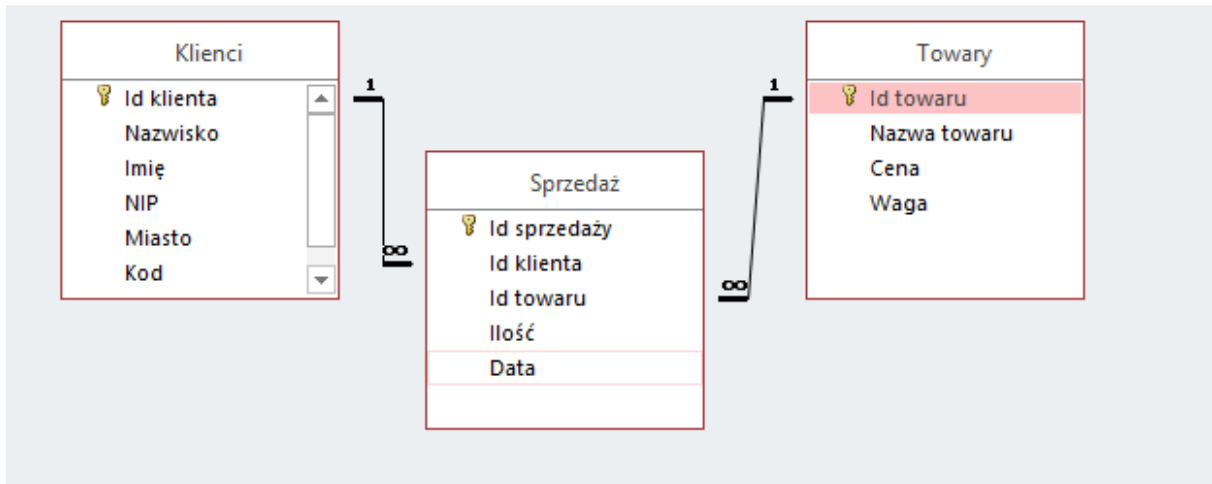 Klienci
Id klienta
Nazwisko
Imię
NIP
Miasto
Kod
1
∞
Sprzedaż
Id sprzedaży
Id klienta
Id towaru
Ilość
Data
1
∞
Towary
Id towaru
Nazwa towaru
Cena
Waga